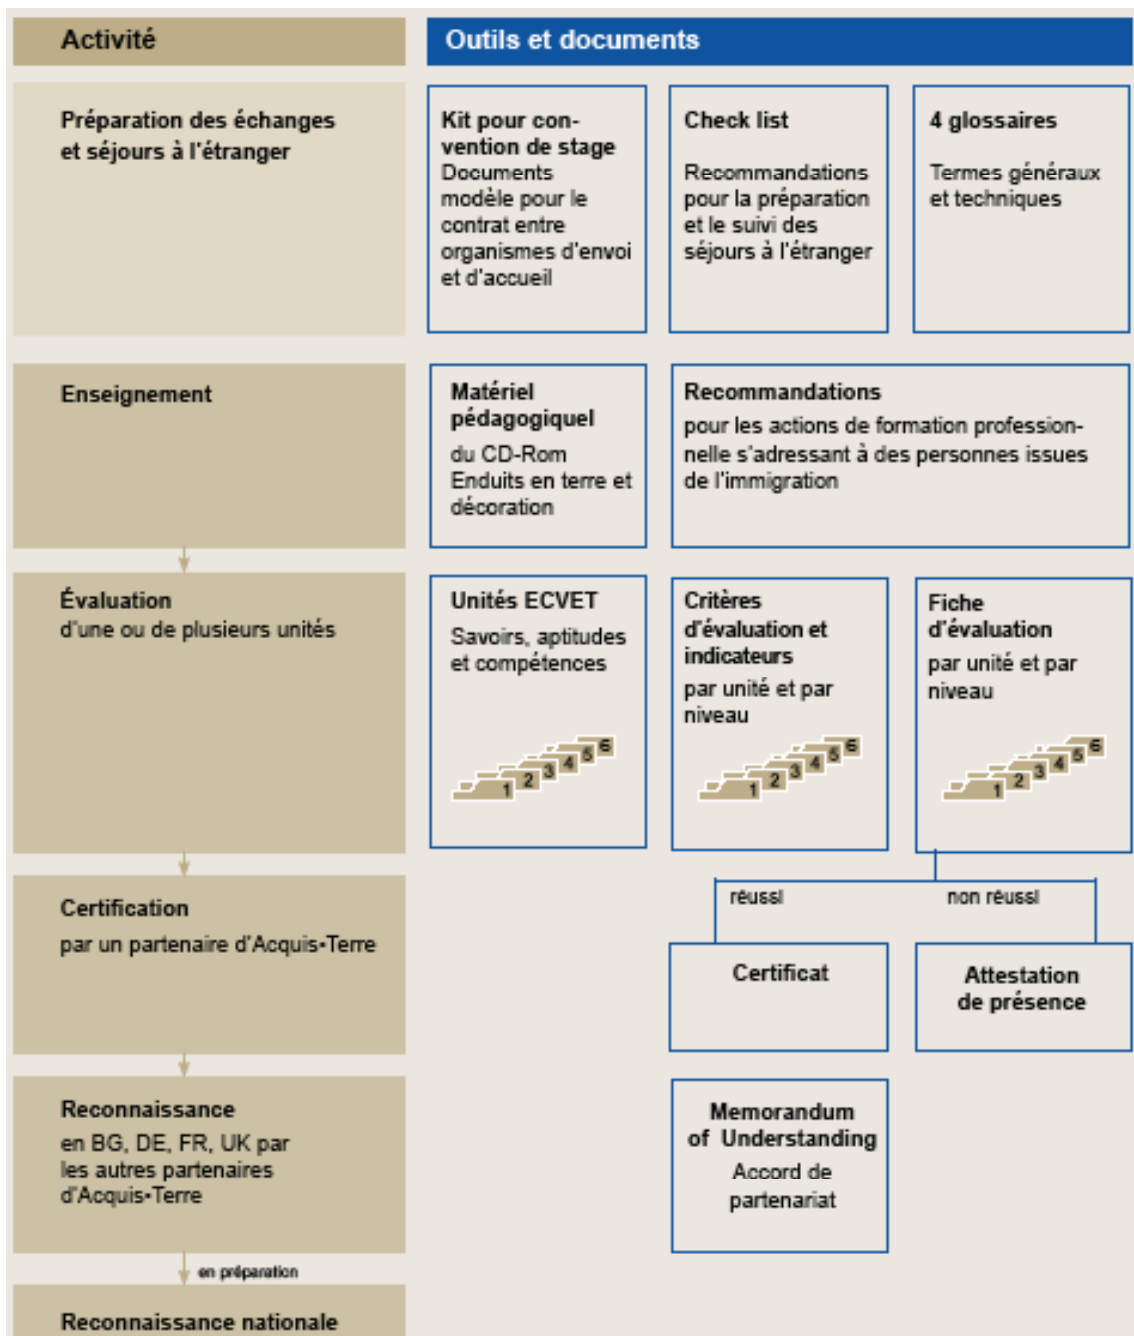 Activité
Outils et documents
Préparation des échanges
et séjours à l'étranger
Kit pour con-
vention de stage
Documents
modèle pour le
contrat entre
organismes d'envoi
et d'accueil
Check list
Recommandations
pour la préparation
et le suivi des
séjours à l'étranger
4 glossaires
Termes généraux
et techniques
Enseignement
Matériel
pédagogiquel
du CD-Rom
Enduits en terre et
décoration
Recommandations
pour les actions de formation profession-
nelle s'adressant à des personnes issues
de l'immigration
Évaluation
d'une ou de plusieurs unités
Unités ECVET
Savoirs, aptitudes
et compétences
1 2 3 4 5 6
Critères
d'évaluation et
indicateurs
par unité et par
niveau
1 2 3 4 5 6
Fiche
d'évaluation
par unité et par
niveau
1 2 3 4 5 6
réussi
non réussi
Certification
par un partenaire d'Acquis•Terre
Certificat
Attestation
de présence
Reconnaissance
en BG, DE, FR, UK par
les autres partenaires
d'Acquis•Terre
Memorandum
of Understanding
Accord de
partenariat
en préparation
Reconnaissance nationale